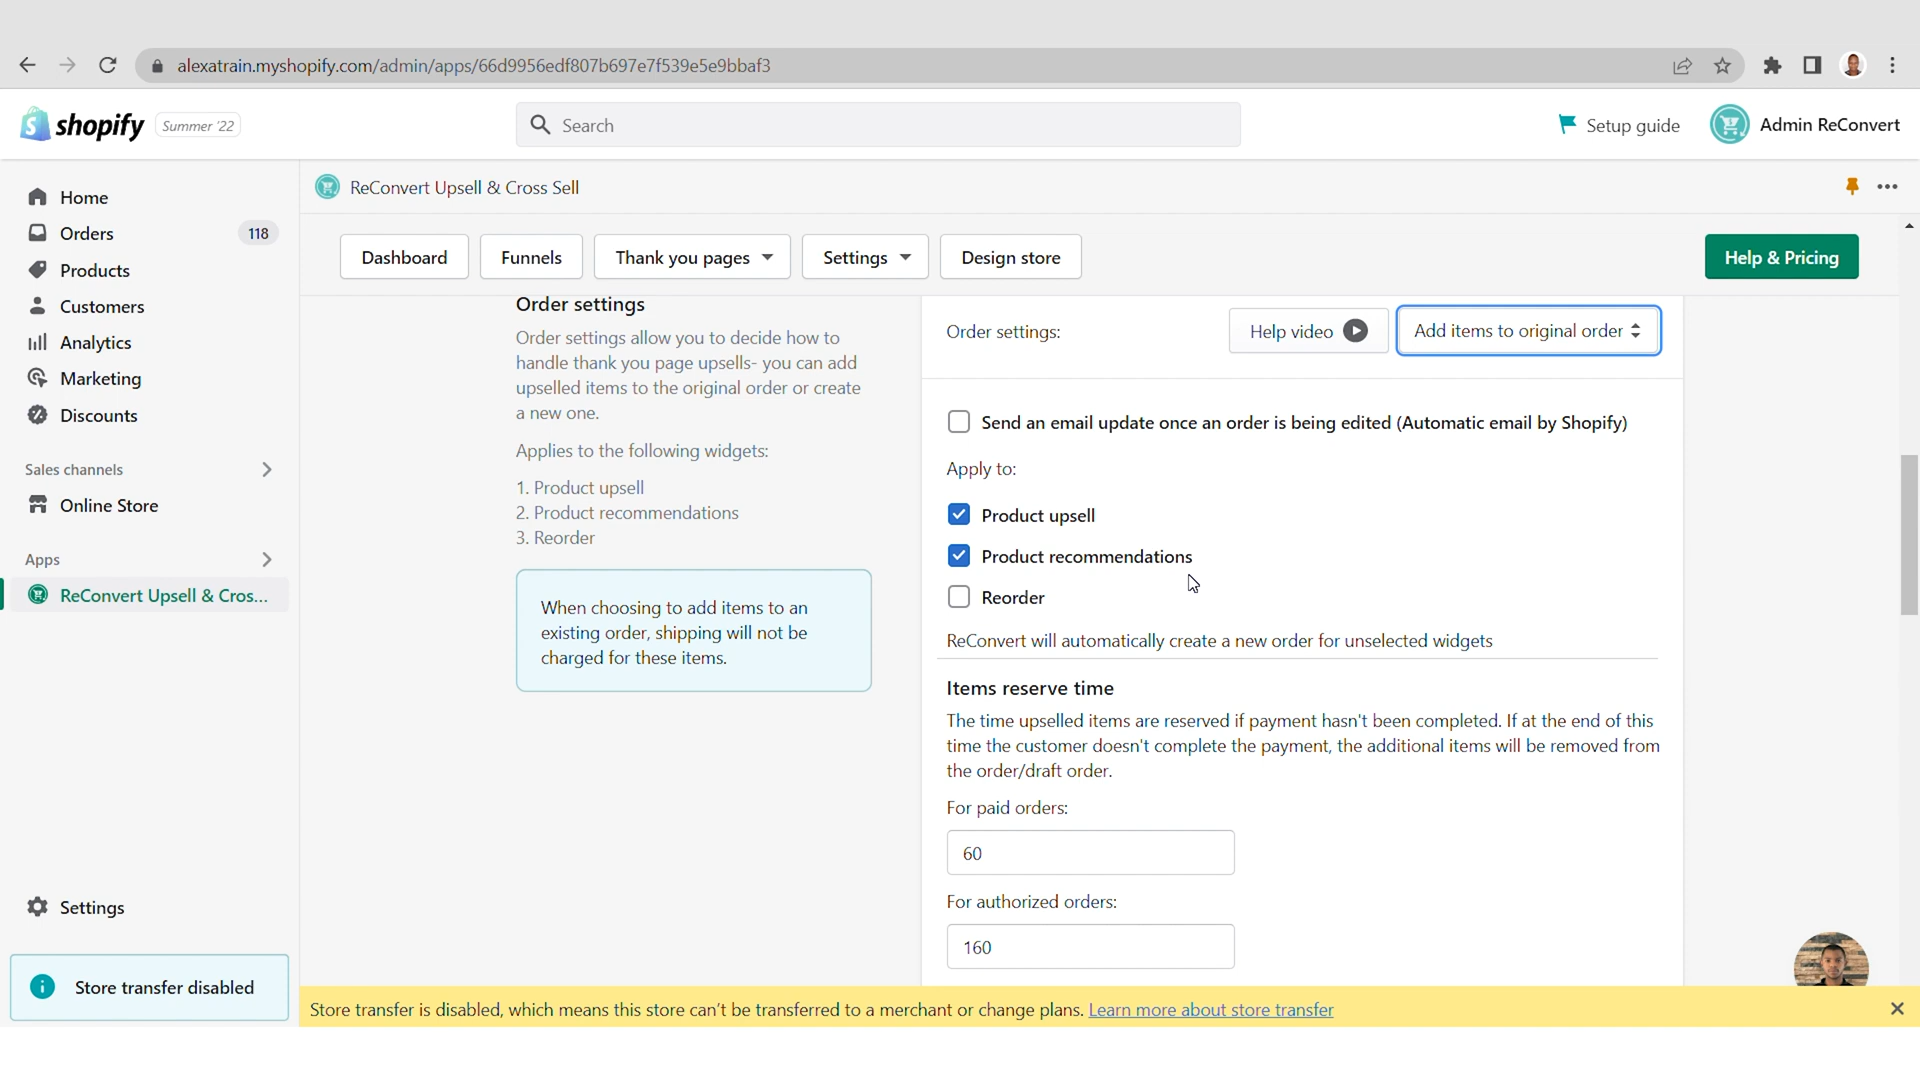 alexatrain.myshopify.com/admin/apps/66d9956edf807b697e7f539e5e9bbaf3
shopify
Summer '22
Search
Setup guide
Admin ReConvert
Home
Orders
118
Products
Customers
Analytics
Marketing
Discounts
Sales channels
Online Store
Apps
ReConvert Upsell & Cros...
Settings
Store transfer disabled
ReConvert Upsell & Cross Sell
Dashboard
Funnels
Thank you pages
Settings
Design store
Help & Pricing
Order settings
Order settings allow you to decide how to
handle thank you page upsells- you can add
upselled items to the original order or create
a new one.
Applies to the following widgets:
1. Product upsell
2. Product recommendations
3. Reorder
When choosing to add items to an
existing order, shipping will not be
charged for these items.
Order settings:
Help video
Add items to original order
Send an email update once an order is being edited (Automatic email by Shopify)
Apply to:
Product upsell
Product recommendations
Reorder
ReConvert will automatically create a new order for unselected widgets
Items reserve time
The time upselled items are reserved if payment hasn't been completed. If at the end of this
time the customer doesn't complete the payment, the additional items will be removed from
the order/draft order.
For paid orders:
60
For authorized orders:
160
Store transfer is disabled, which means this store can't be transferred to a merchant or change plans. Learn more about store transfer